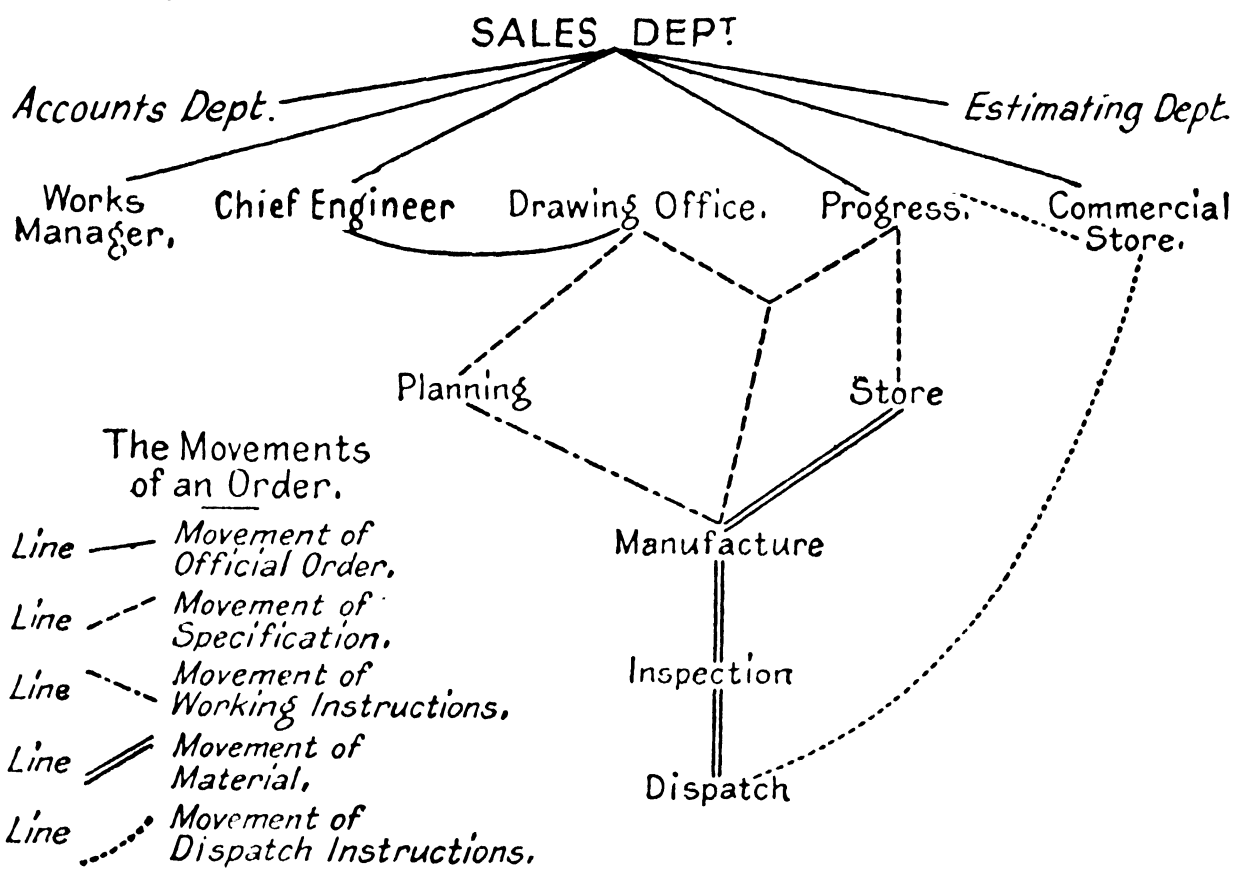 SALES DEPT.
Accounts Dept.
Estimating Dept.
Works
Manager.
Chief Engineer
Drawing Office.
Progress.
Commercial
Store.
Planning
Store
The Movements
of an Order.
Line
Movement of
Official Order.
Line
Movement of
Specification.
Line
Movement of
Working Instructions.
Line
Movement of
Material.
Line
Movement of
Dispatch Instructions.
Manufacture
Inspection
Dispatch